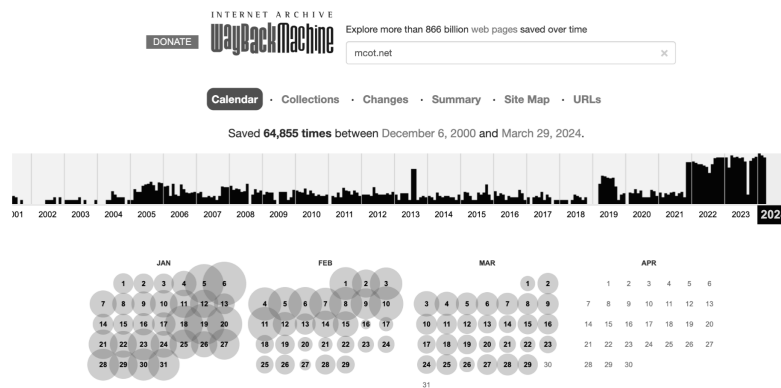 INTERNET ARCHIVE
DONATE
WayBackMachine
Explore more than 866 billion web pages saved over time
mcot.net ×
Calendar · Collections · Changes · Summary · Site Map · URLs
Saved 64,855 times between December 6, 2000 and March 29, 2024.
001 2002 2003 2004 2005 2006 2007 2008 2009 2010 2011 2012 2013 2014 2015 2016 2017 2018 2019 2020 2021 2022 2023 202
JAN FEB MAR APR
1 2 3 4 5 6 1 2 3 1 2 1 2 3 4 5 6
7 8 9 10 11 12 13 4 5 6 7 8 9 10 3 4 5 6 7 8 9 7 8 9 10 11 12 13
14 15 16 17 18 19 20 11 12 13 14 15 16 17 10 11 12 13 14 15 16 14 15 16 17 18 19 20
21 22 23 24 25 26 27 18 19 20 21 22 23 24 17 18 19 20 21 22 23 21 22 23 24 25 26 27
28 29 30 31 25 26 27 28 29 24 25 26 27 28 29 30 28 29 30
31